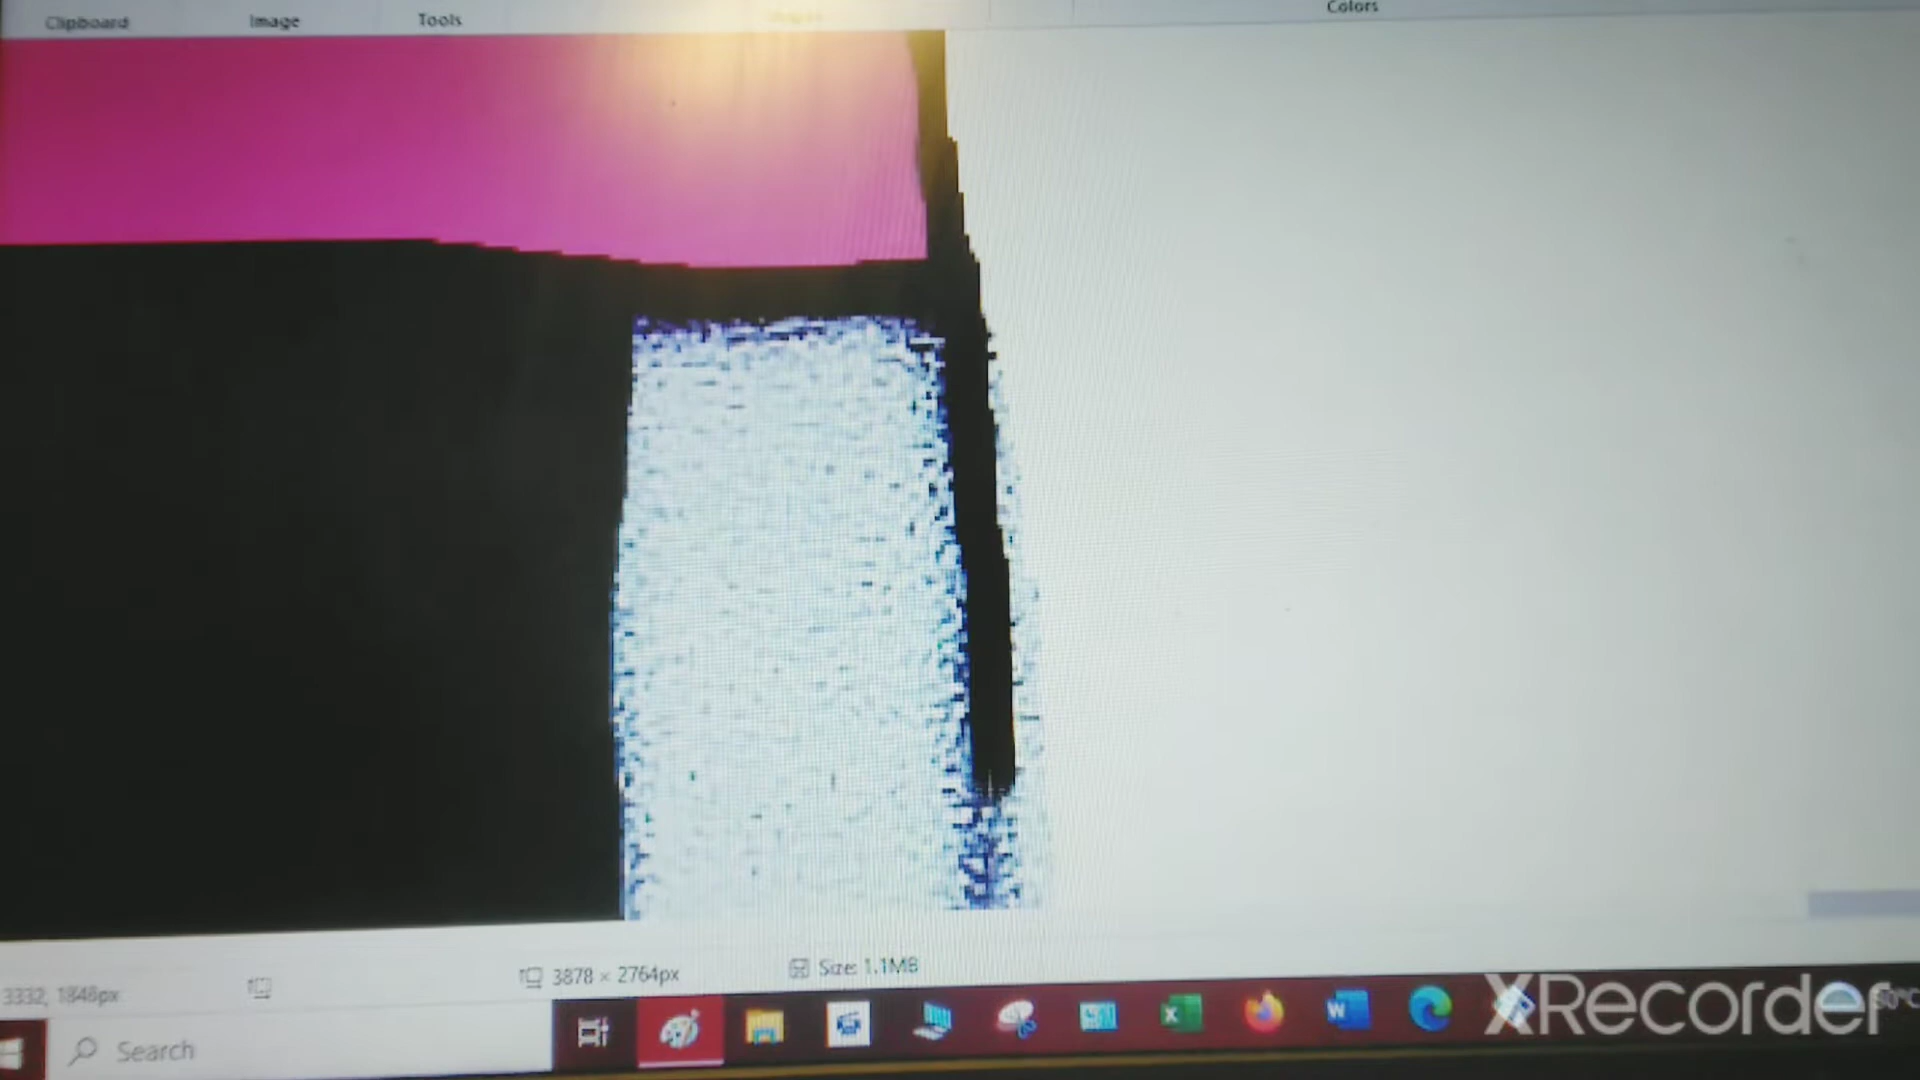 Clipboard Image Tools Colors
3332, 1848px 3878 × 2764px Size: 1.1MB
Search
XRecorder